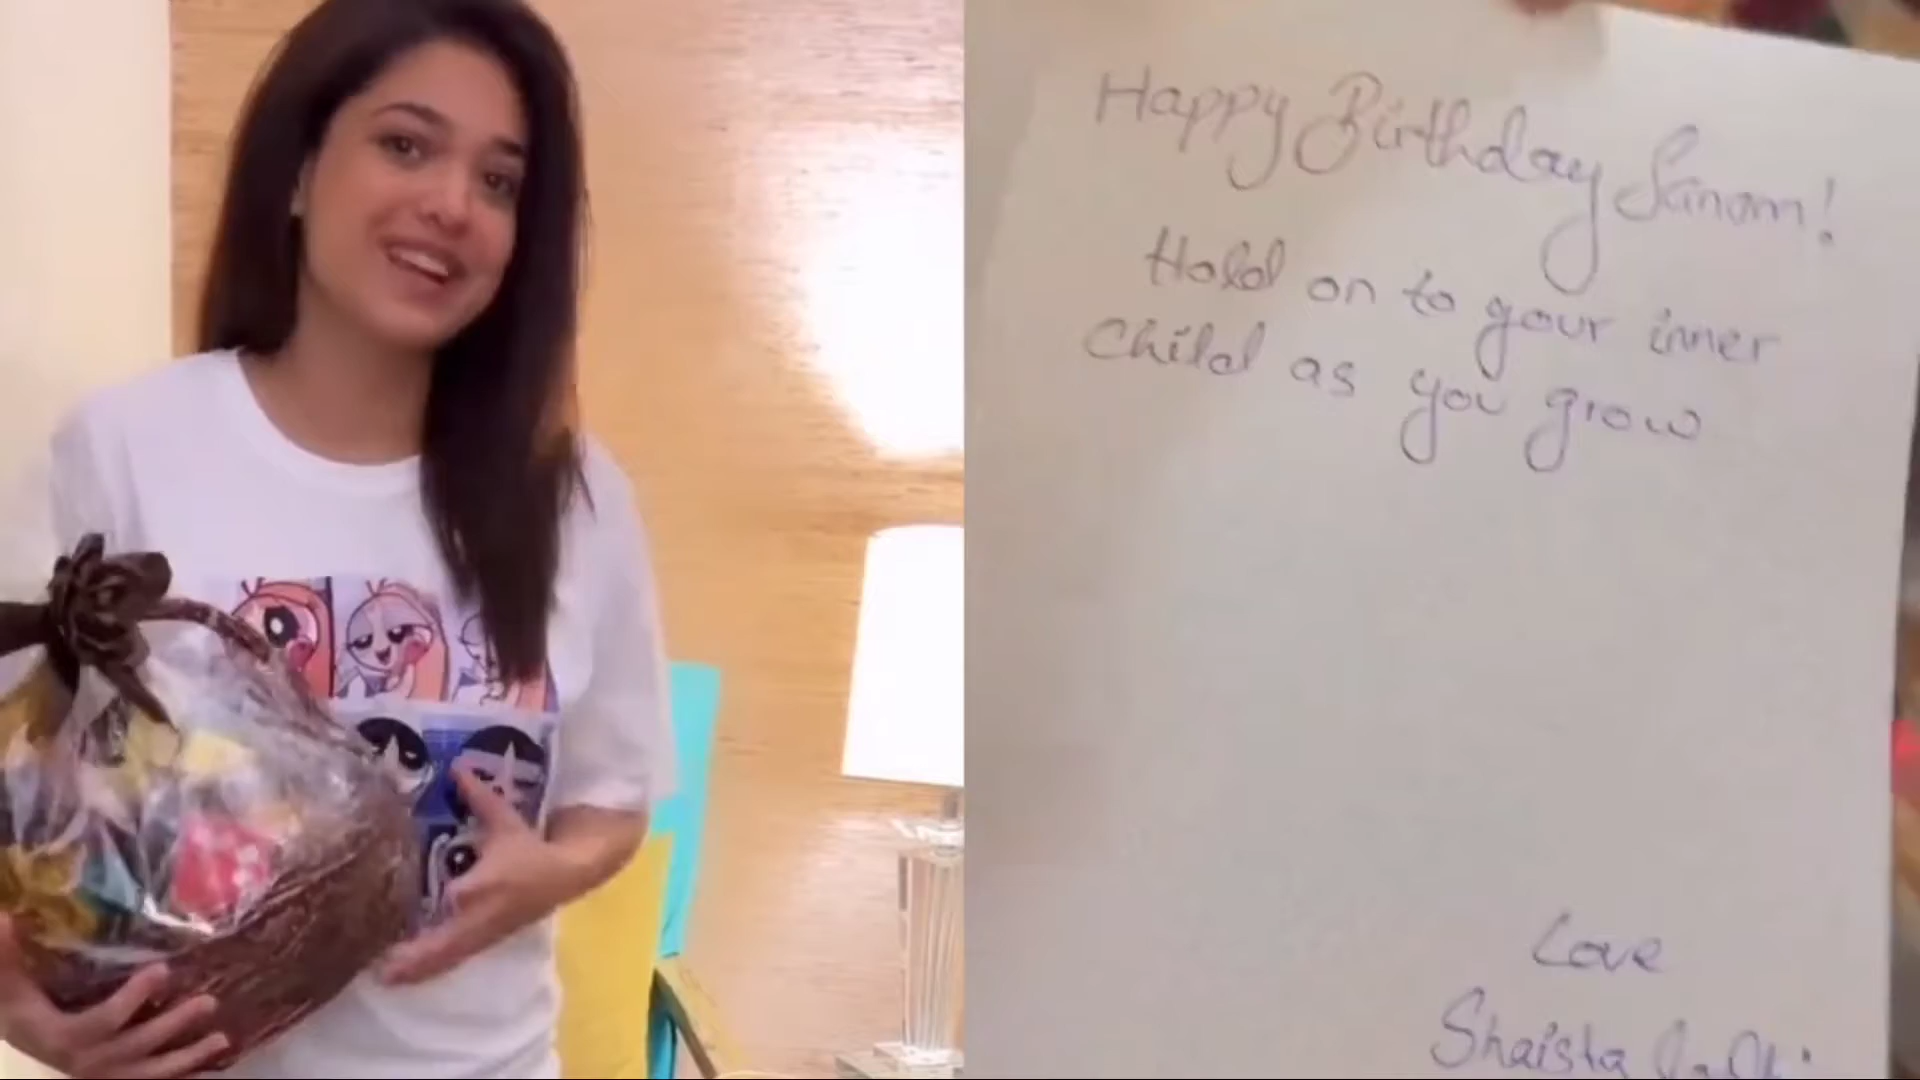 Happy Birthday Sanam!
Hold on to your inner
Child as you grow
Love
Shaista